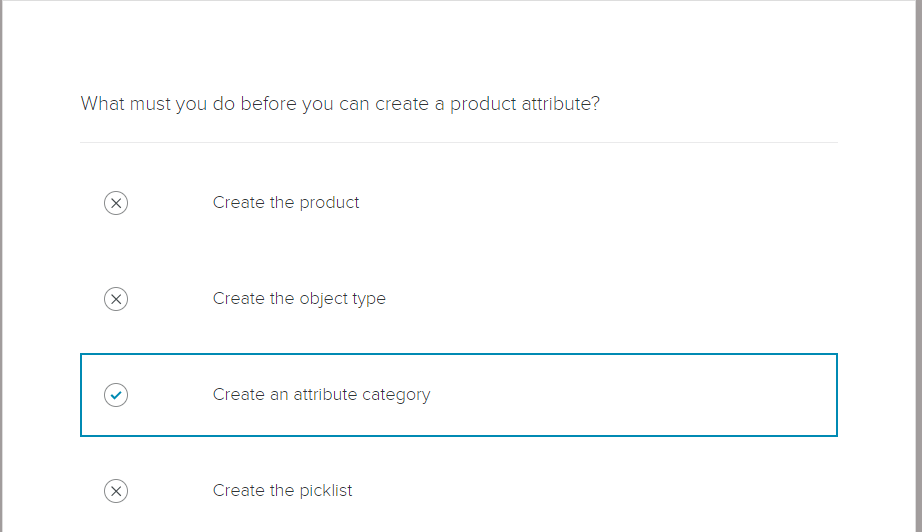 What must you do before you can create a product attribute?
Create the product
Create the object type
Create an attribute category
Create the picklist